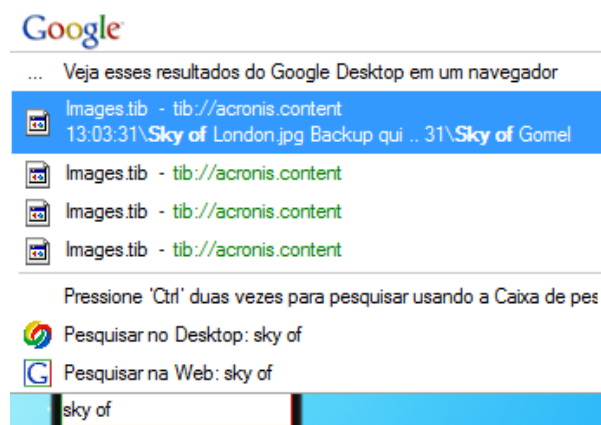 Google
... Veja esses resultados do Google Desktop em um navegador
Images.tib - tib://acronis.content
13:03:31\Sky of London.jpg Backup qui .. 31\Sky of Gomel
Images.tib - tib://acronis.content
Images.tib - tib://acronis.content
Images.tib - tib://acronis.content
Pressione 'Ctrl' duas vezes para pesquisar usando a Caixa de pes
Pesquisar no Desktop: sky of
G Pesquisar na Web: sky of
sky of